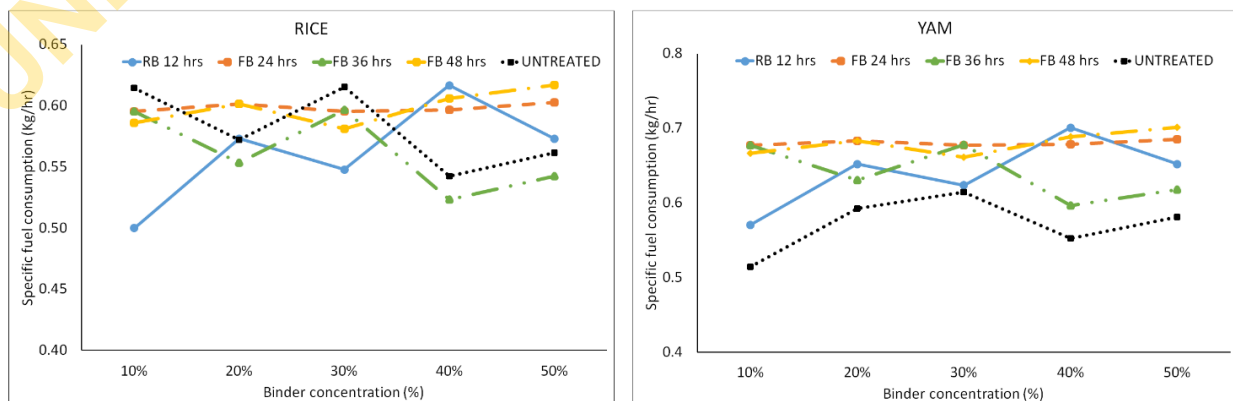 UNI
RICE
0.65
RB 12 hrs FB 24 hrs FB 36 hrs FB 48 hrs UNTREATED
0.60
0.55
0.50
0.45
0.40
Specific fuel consumption (Kg/hr)
10% 20% 30% 40% 50%
Binder concentration (%)
YAM
0.8
RB 12 hrs FB 24 hrs FB 36 hrs FB 48 hrs UNTREATED
0.7
0.6
0.5
0.4
Specific fuel consumption (kg/hr)
10% 20% 30% 40% 50%
Binder concentration (%)